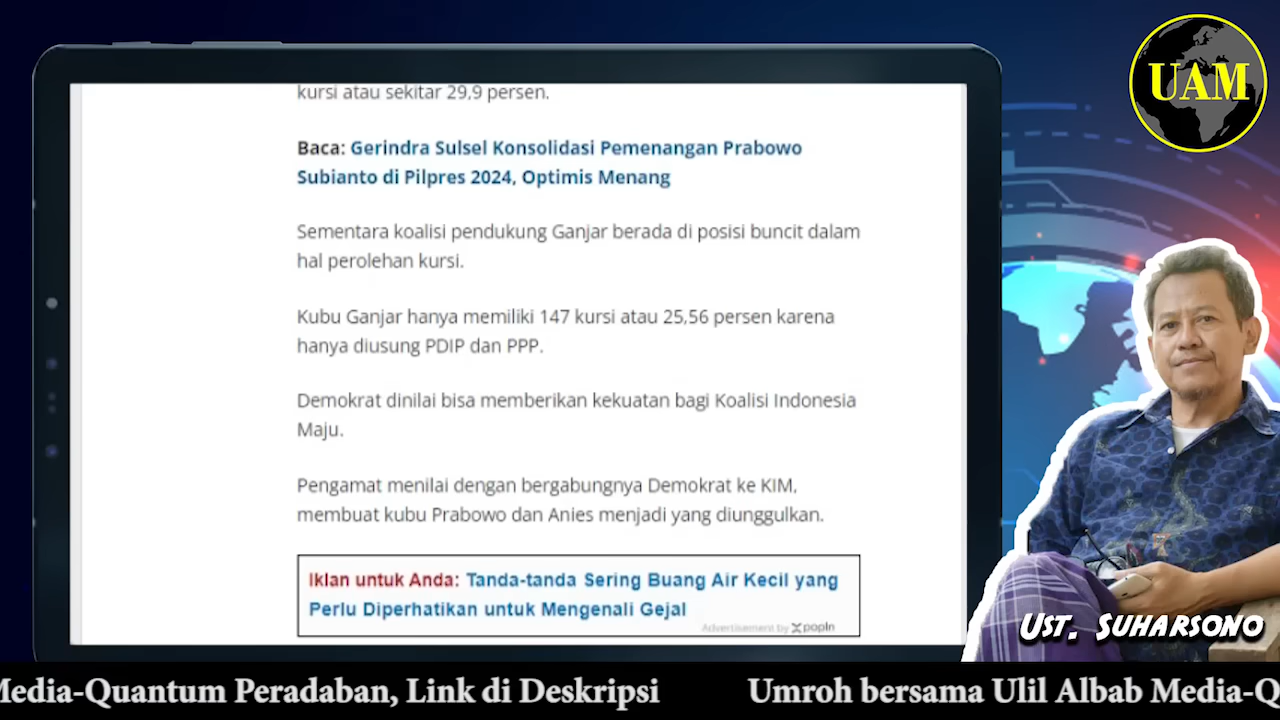 kursi atau sekitar 29,9 persen.
Baca: Gerindra Sulsel Konsolidasi Pemenangan Prabowo
Subianto di Pilpres 2024, Optimis Menang
Sementara koalisi pendukung Ganjar berada di posisi buncit dalam
hal perolehan kursi.
Kubu Ganjar hanya memiliki 147 kursi atau 25,56 persen karena
hanya diusung PDIP dan PPP.
Demokrat dinilai bisa memberikan kekuatan bagi Koalisi Indonesia
Maju.
Pengamat menilai dengan bergabungnya Demokrat ke KIM,
membuat kubu Prabowo dan Anies menjadi yang diunggulkan.
Iklan untuk Anda: Tanda-tanda Sering Buang Air Kecil yang
Perlu Diperhatikan untuk Mengenali Gejal
Advertisement by popIn
UAM
UST. SUHARSONO
Media-Quantum Peradaban, Link di Deskripsi Umroh bersama Ulil Albab Media-Q